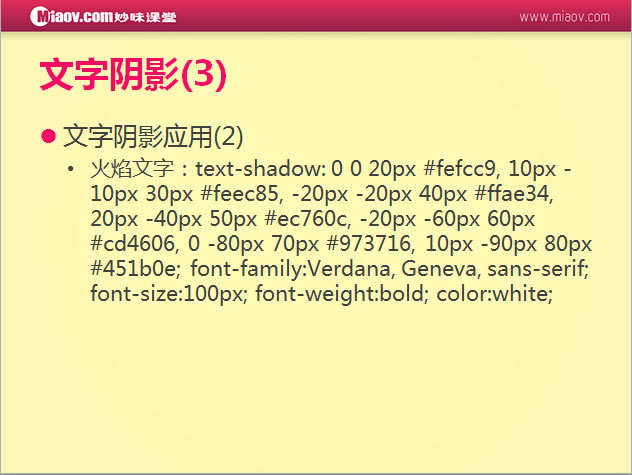 Miaov.com 妙味课堂
www.miaov.com
文字阴影(3)
文字阴影应用(2)
火焰文字：text-shadow: 0 0 20px #fefcc9, 10px -
10px 30px #feec85, -20px -20px 40px #ffae34,
20px -40px 50px #ec760c, -20px -60px 60px
#cd4606, 0 -80px 70px #973716, 10px -90px 80px
#451b0e; font-family:Verdana, Geneva, sans-serif;
font-size:100px; font-weight:bold; color:white;